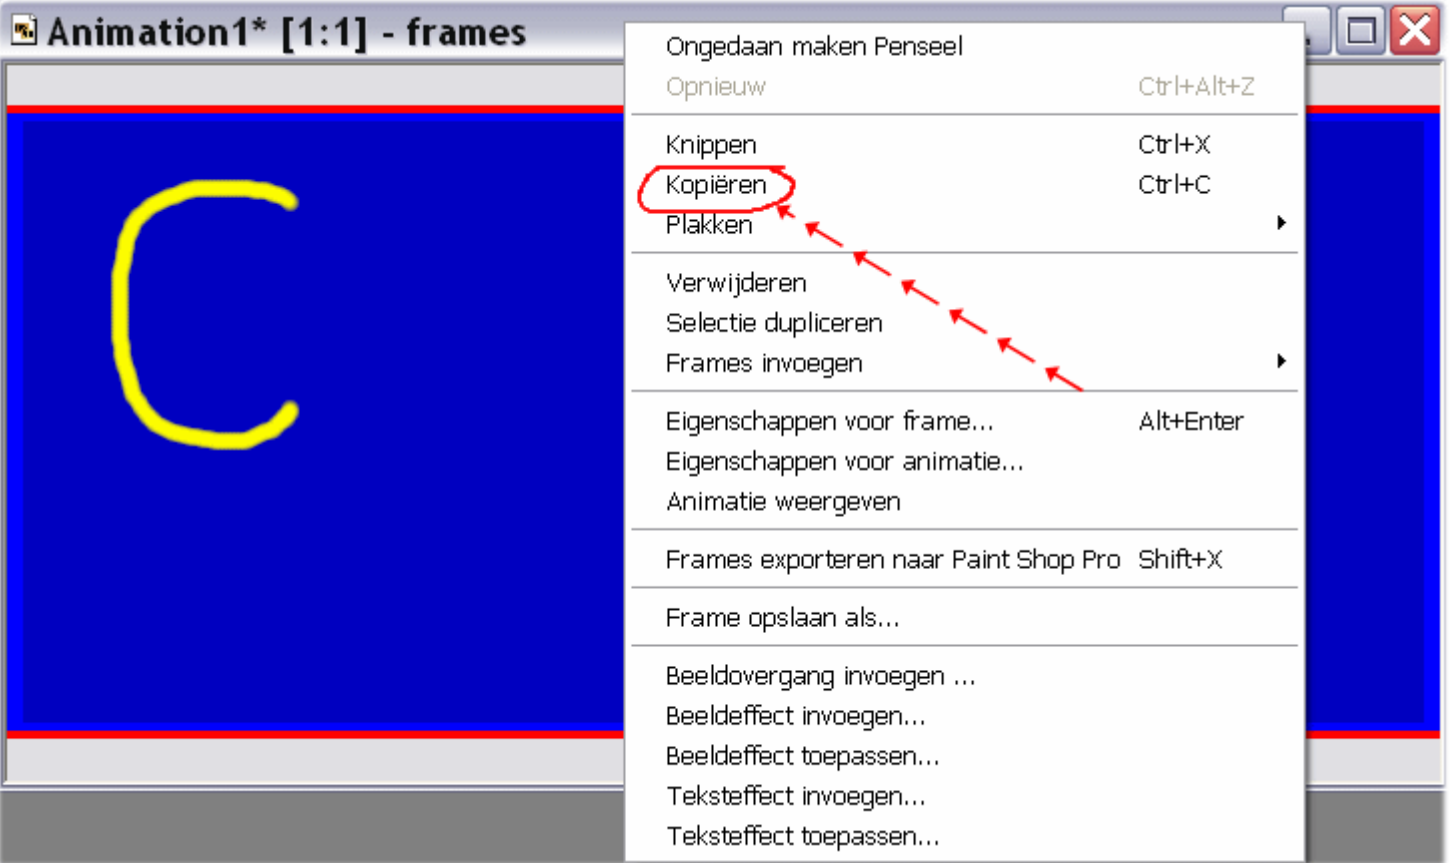 Animation1* [1:1] - frames
Ongedaan maken Penseel
Opnieuw Ctrl+Alt+Z
Knippen Ctrl+X
Kopiëren Ctrl+C
Plakken
Verwijderen
Selectie dupliceren
Frames invoegen
Eigenschappen voor frame... Alt+Enter
Eigenschappen voor animatie...
Animatie weergeven
Frames exporteren naar Paint Shop Pro Shift+X
Frame opslaan als...
Beeldovergang invoegen ...
Beeldeffect invoegen...
Beeldeffect toepassen...
Teksteffect invoegen...
Teksteffect toepassen...
C